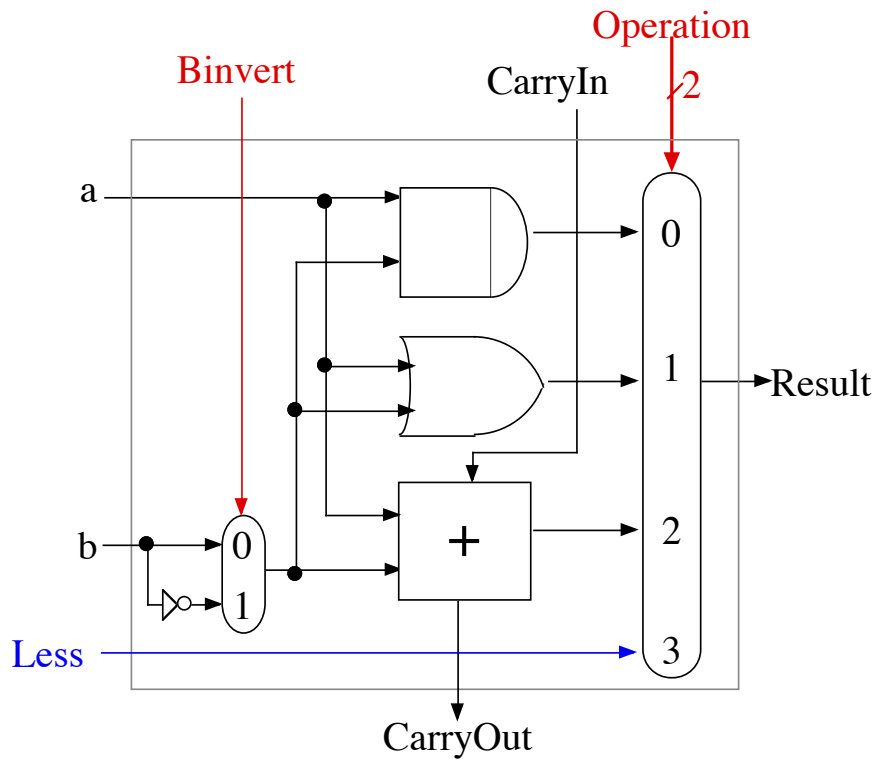 Operation
Binvert
CarryIn
2
a
0
1
Result
b
0
+
2
1
Less
3
CarryOut